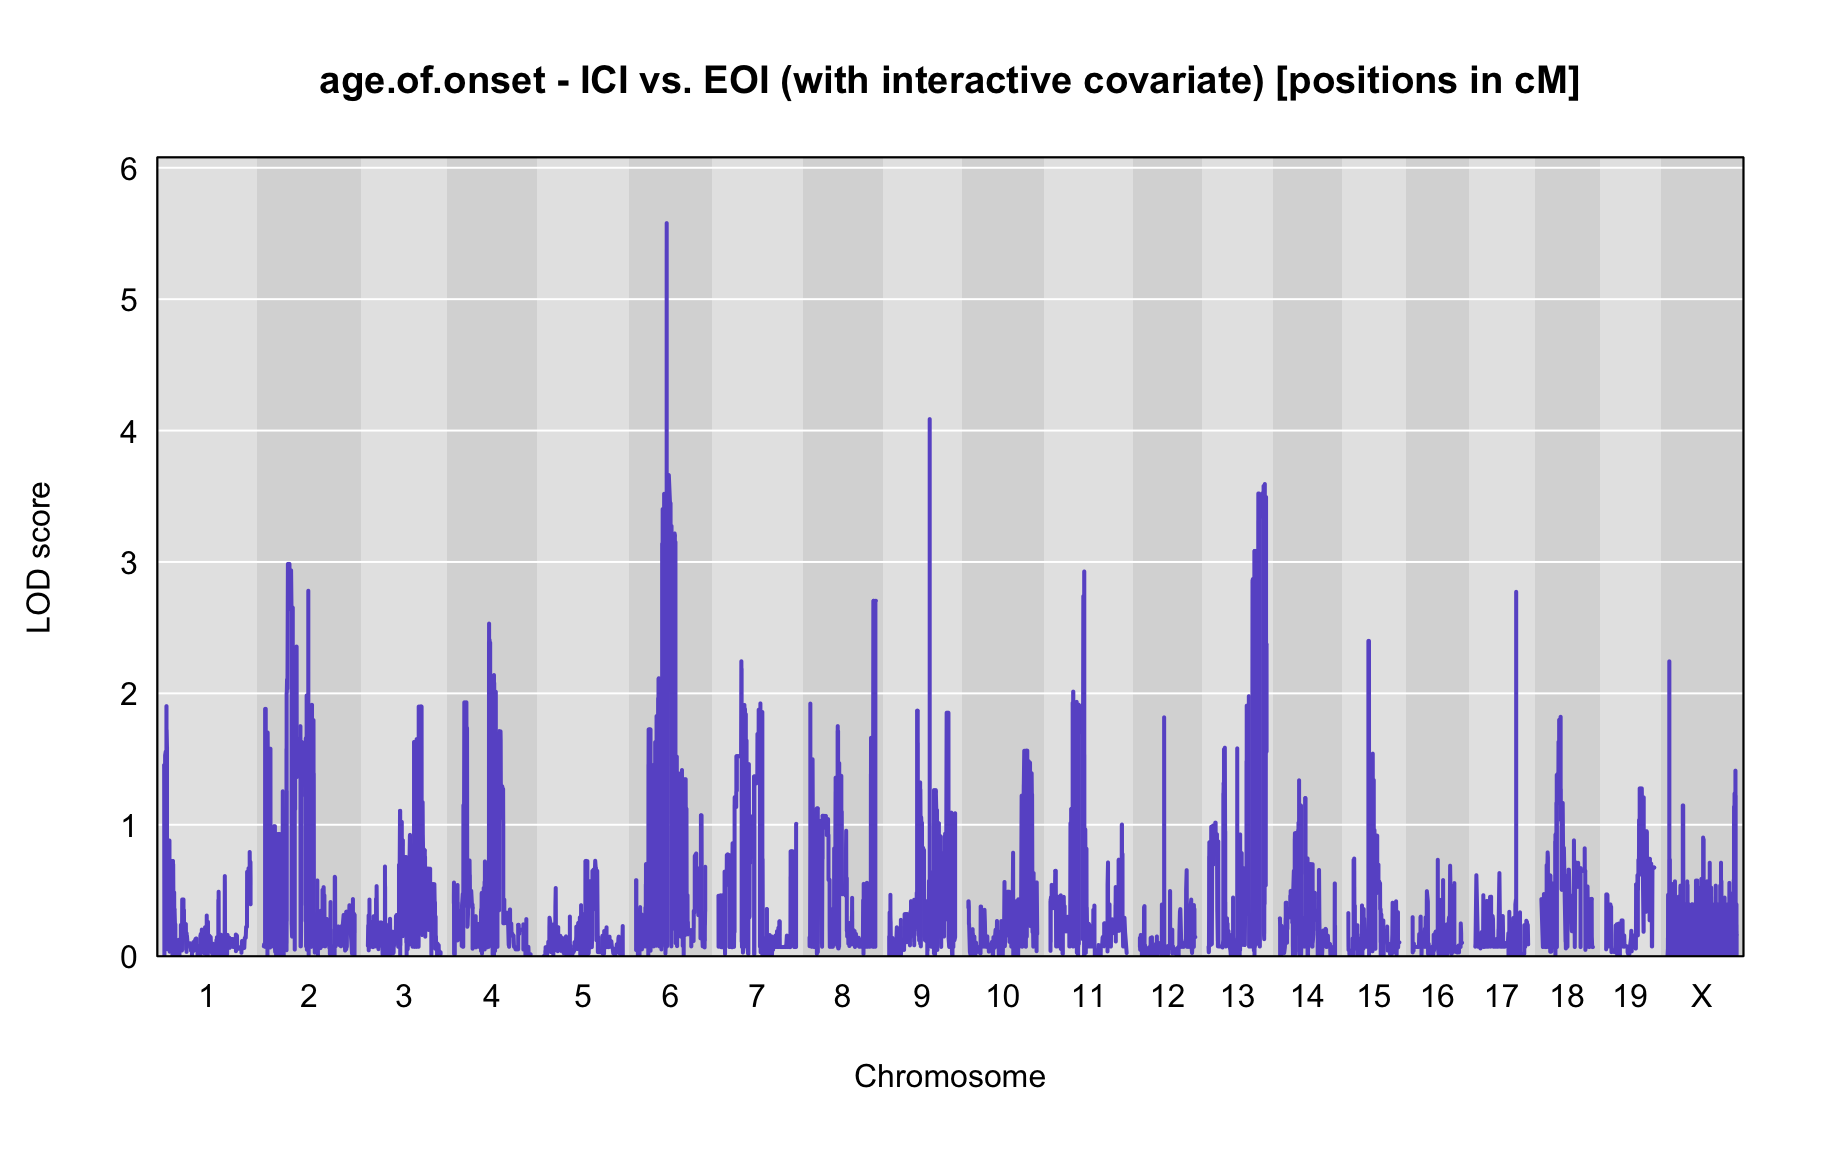 age.of.onset - ICI vs. EOI (with interactive covariate) [positions in cM]
6
5
4
3
2
1
0
LOD score
1 2 3 4 5 6 7 8 9 10 11 12 13 14 15 16 17 18 19 X
Chromosome